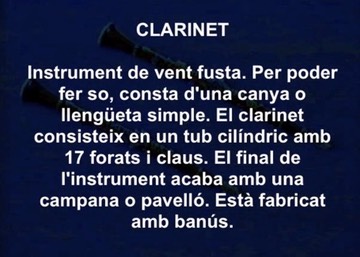 CLARINET
Instrument de vent fusta. Per poder
fer so, consta d'una canya o
llengüeta simple. El clarinet
consisteix en un tub cilíndric amb
17 forats i claus. El final de
l'instrument acaba amb una
campana o pavelló. Està fabricat
amb banús.